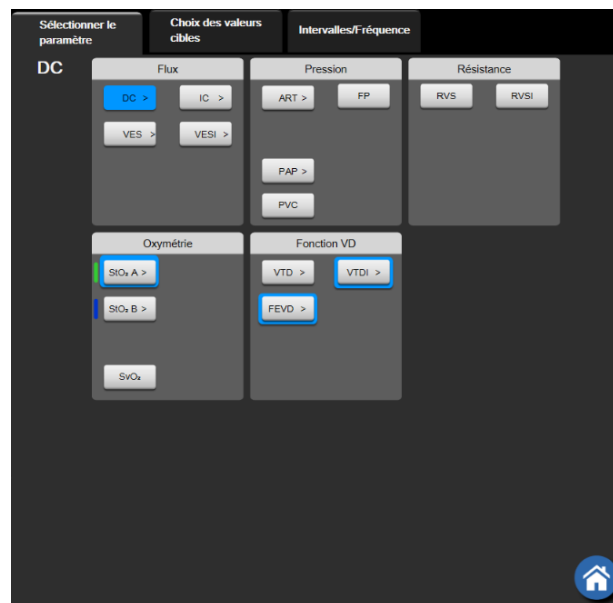 Sélectionner le
paramètre
Choix des valeurs
cibles
Intervalles/Fréquence
DC
Flux
DC >
IC >
VES >
VESI >
Pression
ART >
FP
PAP >
PVC
Résistance
RVS
RVSI
Oxymétrie
StO₂ A >
StO₂ B >
SvO₂
Fonction VD
VTD >
VTDI >
FEVD >